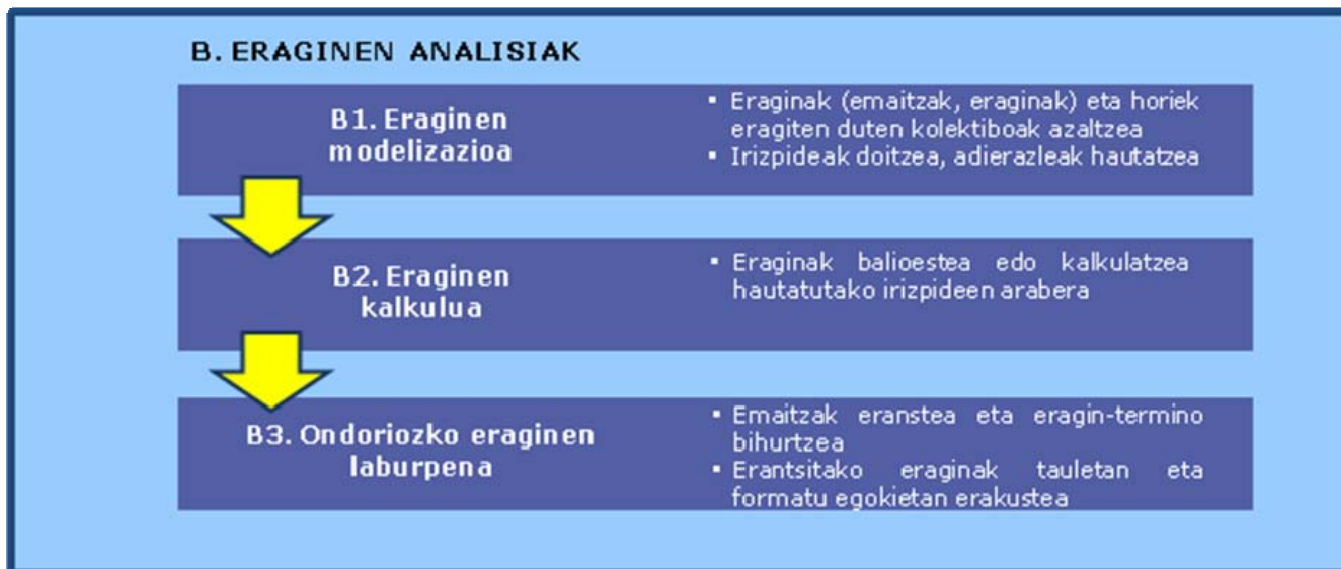 B. ERAGINEN ANALISIAK
B1. Eraginen
modelizazioa
▪ Eraginak (emaitzak, eraginak) eta horiek
eragiten duten kolektiboak azaltzea
▪ Irizpideak doitzea, adierazleak hautatzea
B2. Eraginen
kalkulua
▪ Eraginak balioestea edo kalkulatzea
hautatutako irizpideen arabera
B3. Ondoriozko eraginen
laburpena
▪ Emaitzak eranstea eta eragin-termino
bihurtzea
▪ Erantsitako eraginak tauletan eta
formatu egokietan erakustea